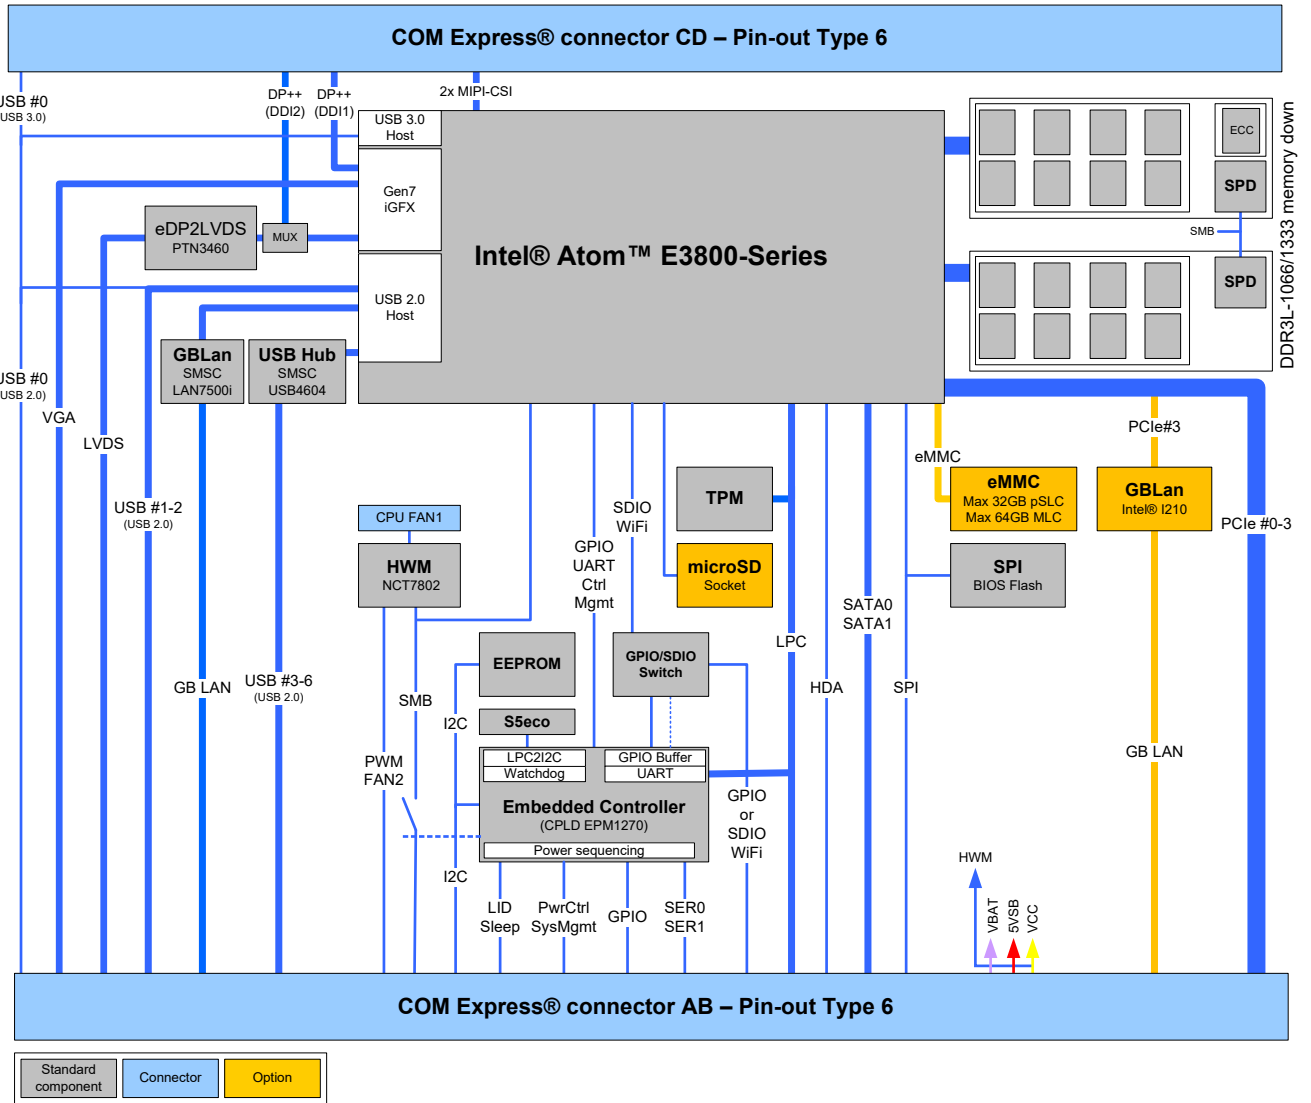 COM Express® connector CD – Pin-out Type 6
USB #0
(USB 3.0)
DP++
(DDI2)
DP++
(DDI1)
2x MIPI-CSI
USB 3.0
Host
Gen7
iGFX
USB 2.0
Host
Intel® Atom™ E3800-Series
ECC
SPD
SMB
SPD
DDR3L-1066/1333 memory down
eDP2LVDS
PTN3460
MUX
GBLan
SMSC
LAN7500i
USB Hub
SMSC
USB4604
USB #0
(USB 2.0)
VGA
LVDS
USB #1-2
(USB 2.0)
GB LAN
USB #3-6
(USB 2.0)
CPU FAN1
HWM
NCT7802
PWM
FAN2
SMB
I2C
I2C
EEPROM
S5eco
GPIO
UART
Ctrl
Mgmt
SDIO
WiFi
TPM
microSD
Socket
GPIO/SDIO
Switch
LPC2I2C
Watchdog
GPIO Buffer
UART
Embedded Controller
(CPLD EPM1270)
Power sequencing
LID
Sleep
PwrCtrl
SysMgmt
GPIO
SER0
SER1
GPIO
or
SDIO
WiFi
LPC
HDA
SATA0
SATA1
SPI
eMMC
eMMC
Max 32GB pSLC
Max 64GB MLC
SPI
BIOS Flash
PCIe#3
GBLan
Intel® I210
PCIe #0-3
GB LAN
HWM
VBAT
5VSB
VCC
COM Express® connector AB – Pin-out Type 6
Standard
component
Connector
Option